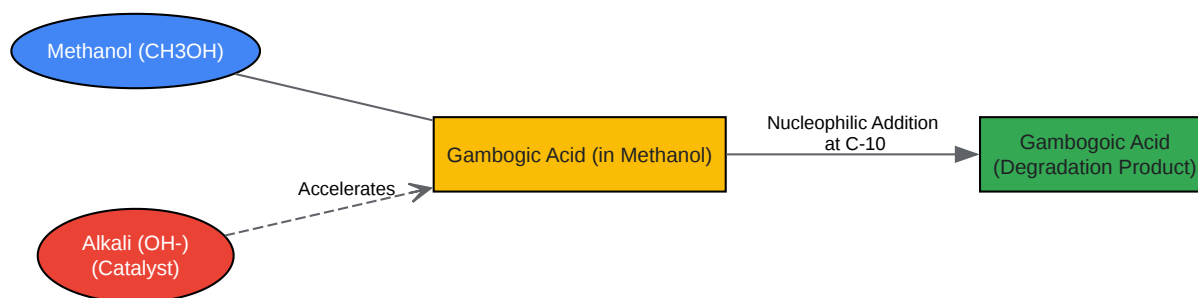 Methanol (CH3OH)
Nucleophilic Addition
at C-10
Gambogic Acid (in Methanol)
Gambogoic Acid
(Degradation Product)
Accelerates
Alkali (OH-)
(Catalyst)